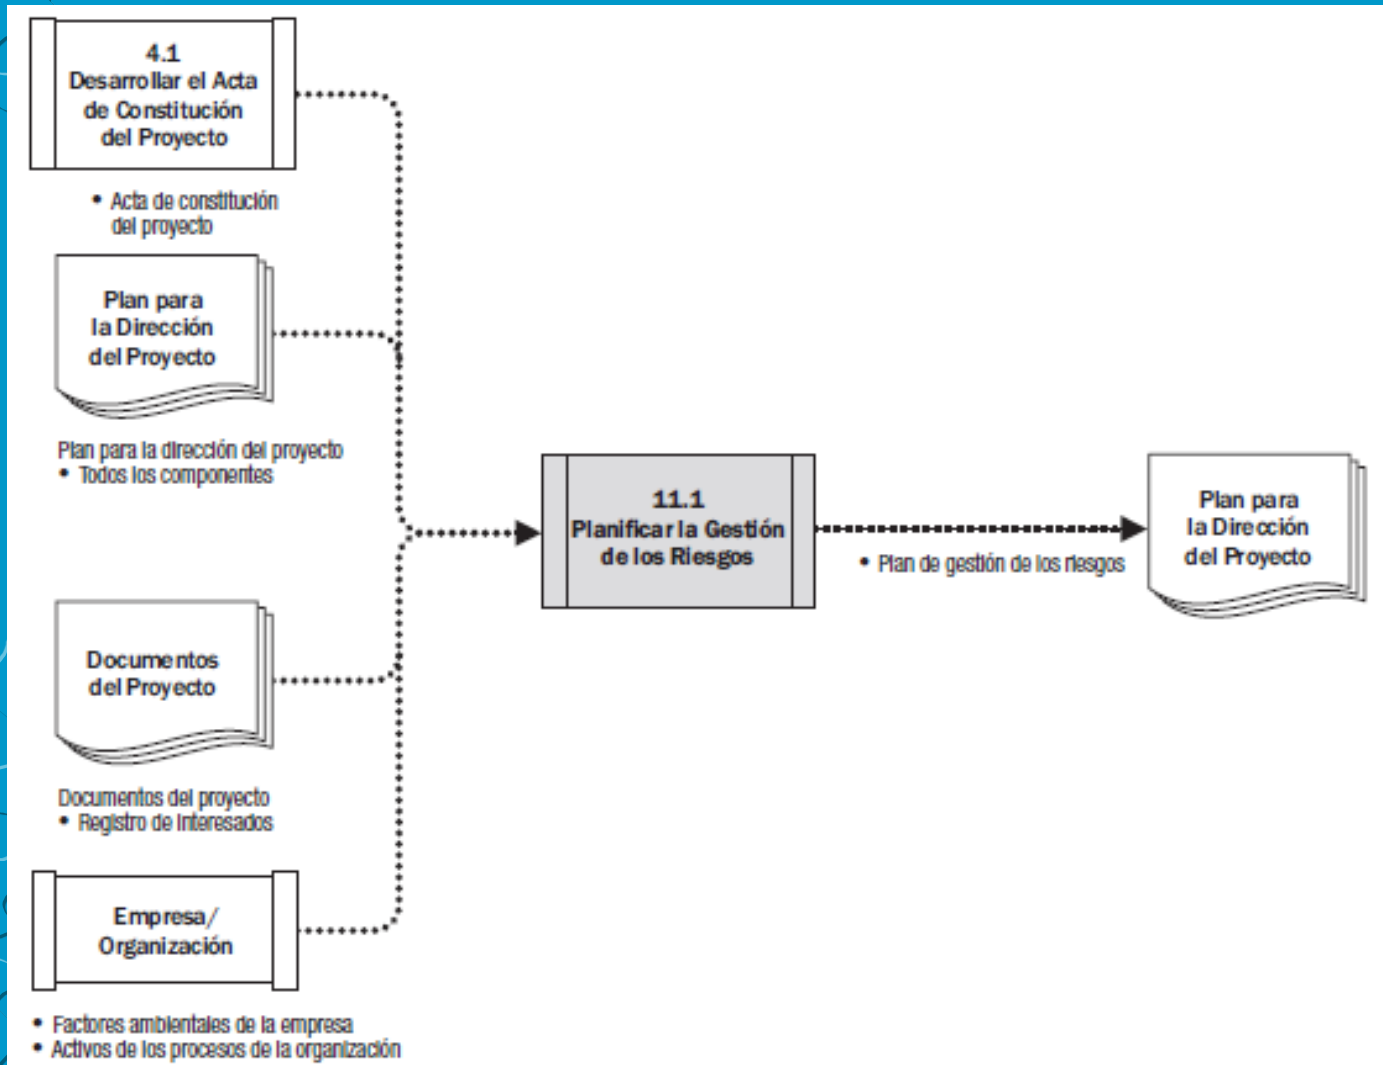 4.1
Desarrollar el Acta
de Constitución
del Proyecto
• Acta de constitución
del proyecto
Plan para
la Dirección
del Proyecto
Plan para la dirección del proyecto
• Todos los componentes
Documentos
del Proyecto
Documentos del proyecto
• Registro de interesados
Empresa/
Organización
• Factores ambientales de la empresa
• Activos de los procesos de la organización
11.1
Planificar la Gestión
de los Riesgos
• Plan de gestión de los riesgos
Plan para
la Dirección
del Proyecto